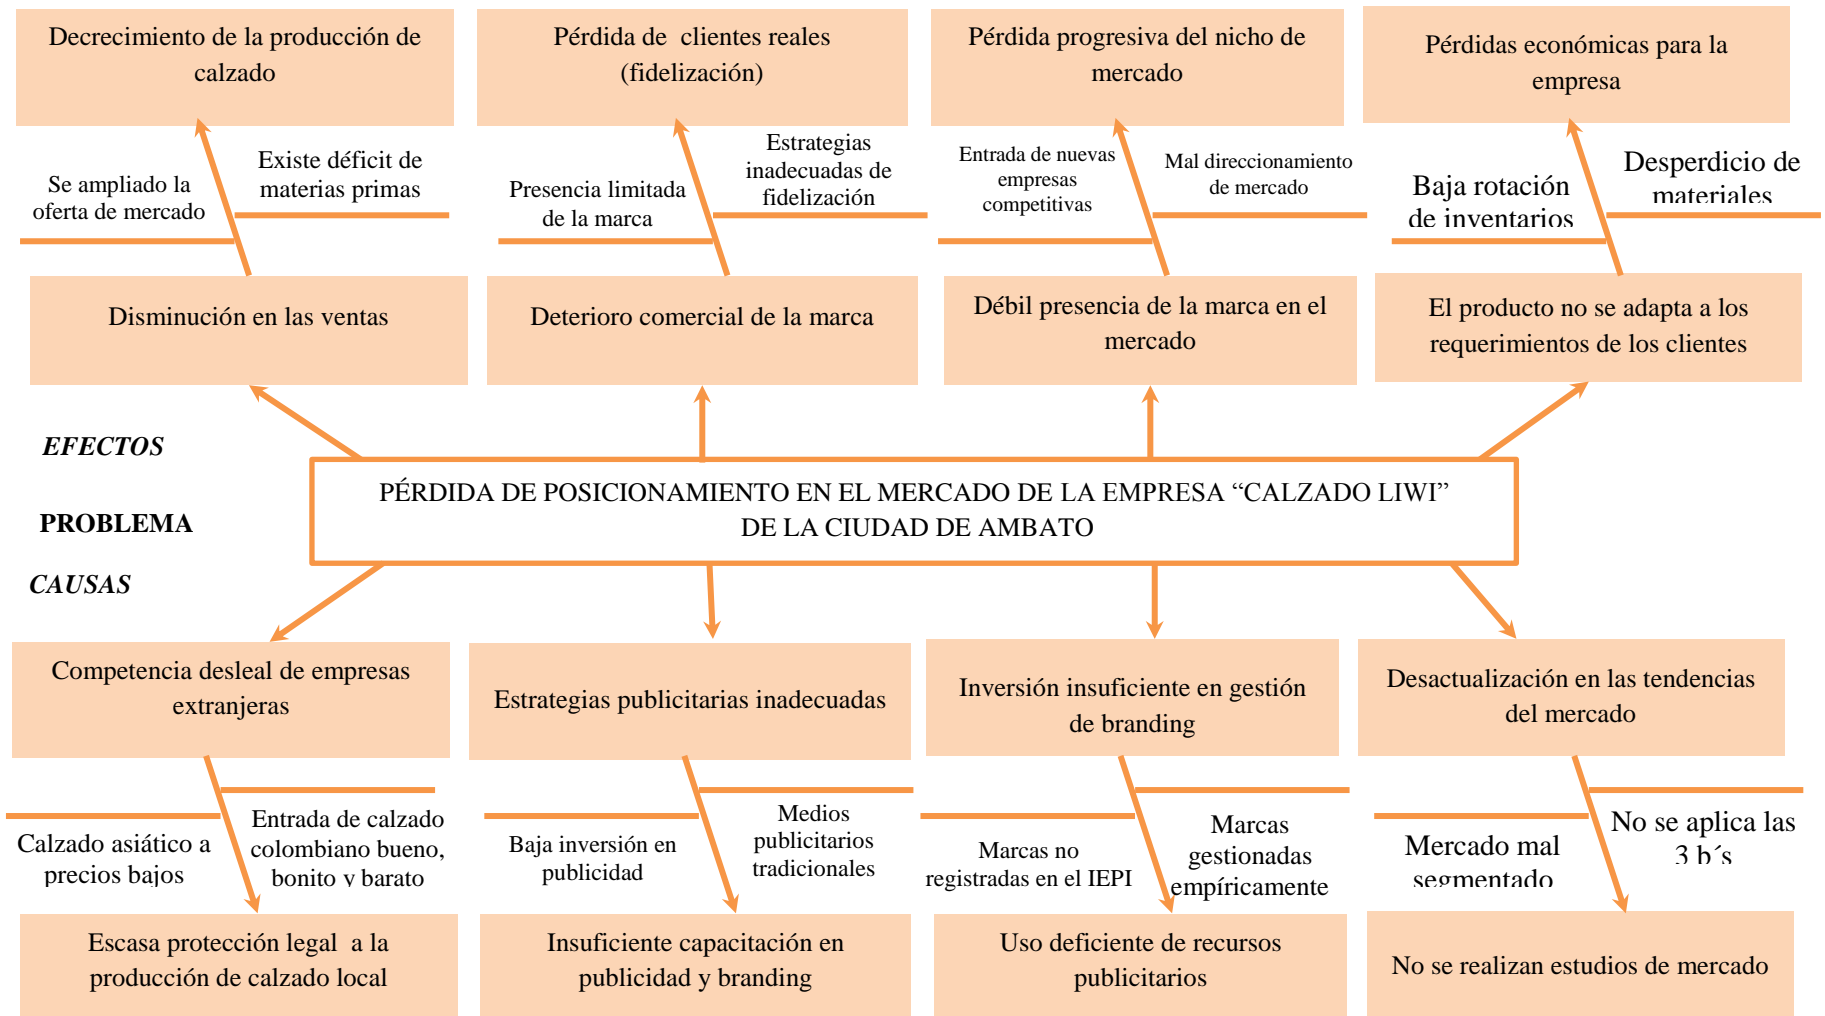 Decrecimiento de la producción de
calzado
Pérdida de clientes reales
(fidelización)
Pérdida progresiva del nicho de
mercado
Pérdidas económicas para la
empresa
Se ampliado la
oferta de mercado
Existe déficit de
materias primas
Presencia limitada
de la marca
Estrategias
inadecuadas de
fidelización
Entrada de nuevas
empresas
competitivas
Mal direccionamiento
de mercado
Baja rotación
de inventarios
Desperdicio de
materiales
Disminución en las ventas
Deterioro comercial de la marca
Débil presencia de la marca en el
mercado
El producto no se adapta a los
requerimientos de los clientes
EFECTOS
PROBLEMA
CAUSAS
PÉRDIDA DE POSICIONAMIENTO EN EL MERCADO DE LA EMPRESA “CALZADO LIWI”
DE LA CIUDAD DE AMBATO
Competencia desleal de empresas
extranjeras
Estrategias publicitarias inadecuadas
Inversión insuficiente en gestión
de branding
Desactualización en las tendencias
del mercado
Calzado asiático a
precios bajos
Entrada de calzado
colombiano bueno,
bonito y barato
Baja inversión en
publicidad
Medios
publicitarios
tradicionales
Marcas no
registradas en el IEPI
Marcas
gestionadas
empíricamente
Mercado mal
segmentado
No se aplica las
3 b´s
Escasa protección legal a la
producción de calzado local
Insuficiente capacitación en
publicidad y branding
Uso deficiente de recursos
publicitarios
No se realizan estudios de mercado